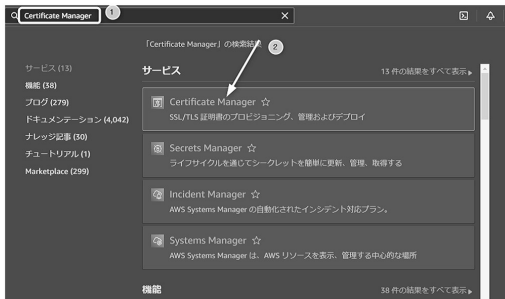 Certificate Manager
1
×
「Certificate Manager」の検索結果
2
サービス (13)
機能 (38)
ブログ (279)
ドキュメンテーション (4,042)
ナレッジ記事 (30)
チュートリアル (1)
Marketplace (299)
サービス
13 件の結果をすべて表示
Certificate Manager ☆
SSL/TLS 証明書のプロビジョニング、管理およびデプロイ
Secrets Manager ☆
ライフサイクルを通じてシークレットを簡単に更新、管理、取得する
Incident Manager ☆
AWS Systems Manager の自動化されたインシデント対応プラン。
Systems Manager ☆
AWS Systems Manager は、AWS リソースを表示、管理する中心的な場所
機能
38 件の結果をすべて表示